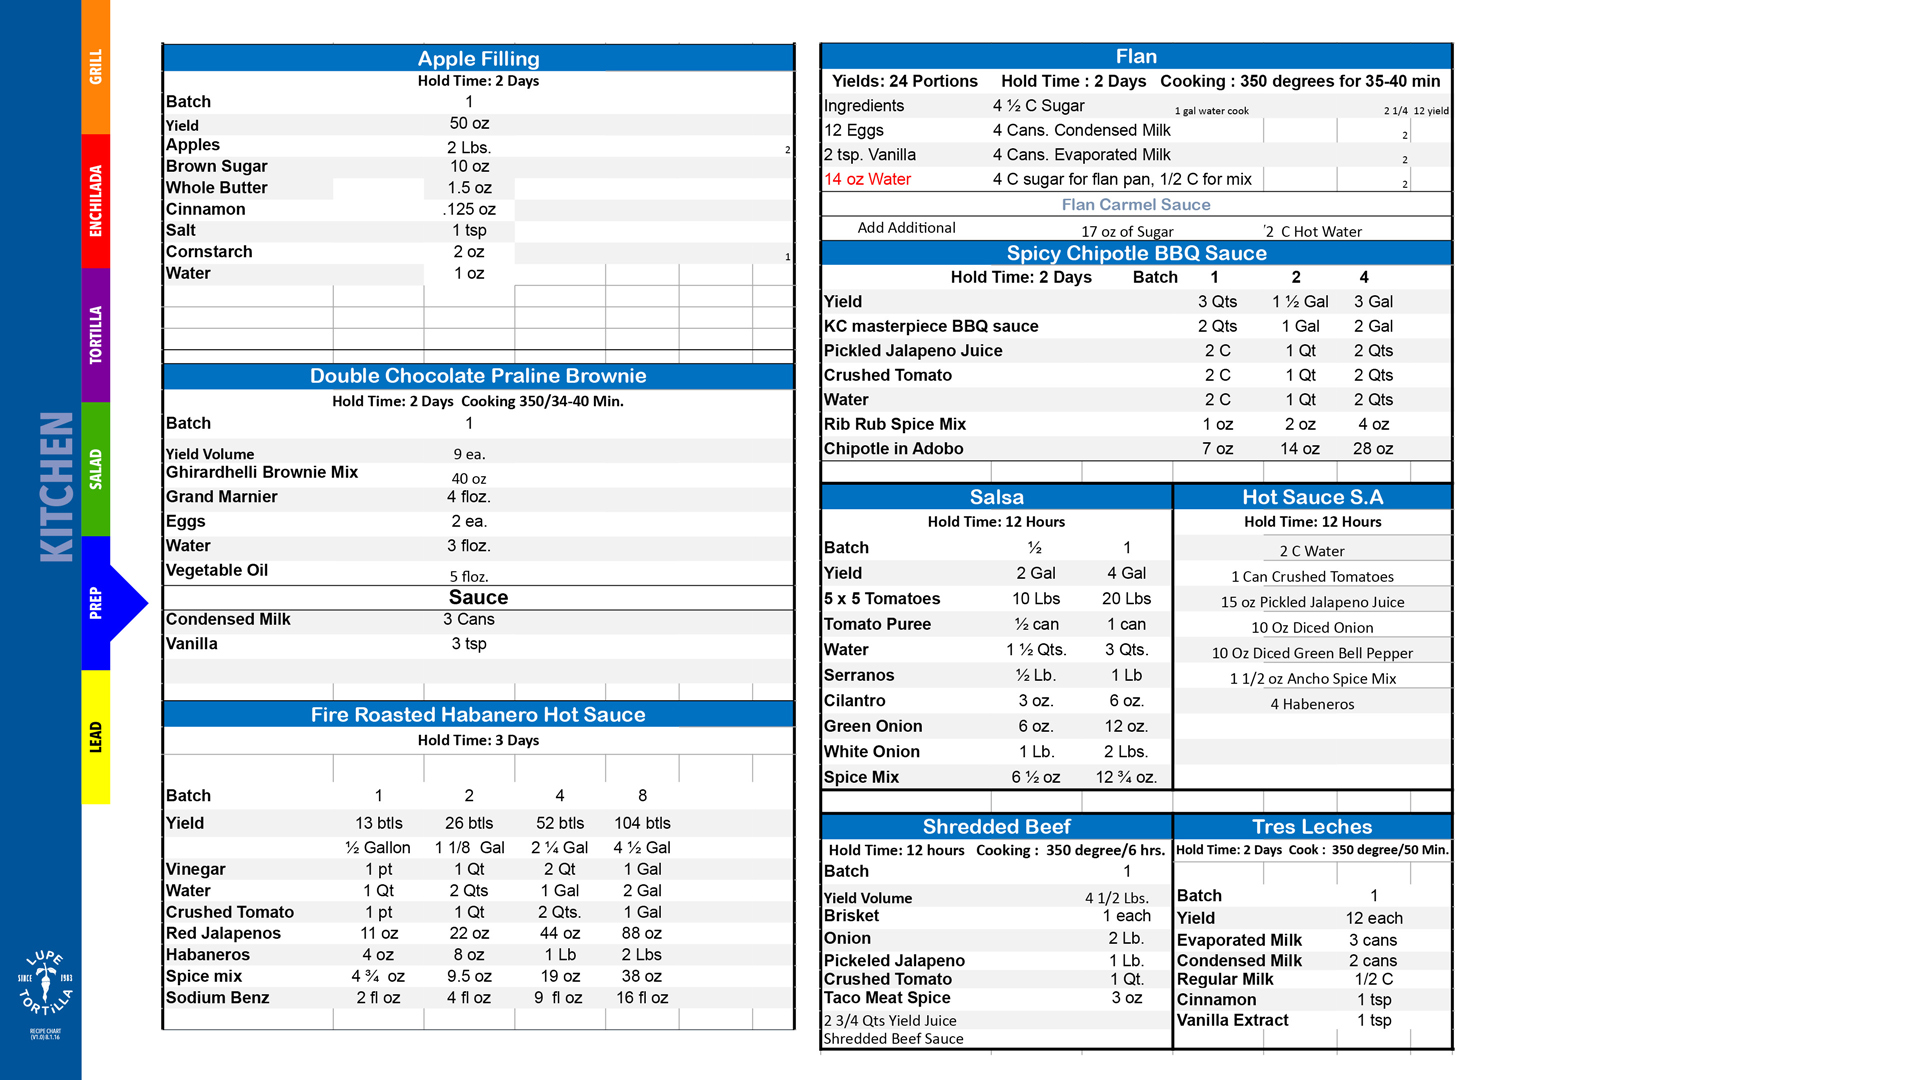 KITCHEN
GRILL
ENCHILADA
TORTILLA
SALAD
PREP
LEAD
LUPE
SINCE 1983
TORTILLA
RECIPE CHART
(V1.0) 8.1.16
Apple Filling
Hold Time: 2 Days
Batch 1
Yield 50 oz
Apples 2 Lbs. 2
Brown Sugar 10 oz
Whole Butter 1.5 oz
Cinnamon .125 oz
Salt 1 tsp
Cornstarch 2 oz 1
Water 1 oz
Double Chocolate Praline Brownie
Hold Time: 2 Days Cooking 350/34-40 Min.
Batch 1
Yield Volume 9 ea.
Ghirardhelli Brownie Mix 40 oz
Grand Marnier 4 floz.
Eggs 2 ea.
Water 3 floz.
Vegetable Oil 5 floz.
Sauce
Condensed Milk 3 Cans
Vanilla 3 tsp
Fire Roasted Habanero Hot Sauce
Hold Time: 3 Days
Batch 1 2 4 8
Yield 13 btls 26 btls 52 btls 104 btls
½ Gallon 1 1/8 Gal 2 ¼ Gal 4 ½ Gal
Vinegar 1 pt 1 Qt 2 Qt 1 Gal
Water 1 Qt 2 Qts 1 Gal 2 Gal
Crushed Tomato 1 pt 1 Qt 2 Qts. 1 Gal
Red Jalapenos 11 oz 22 oz 44 oz 88 oz
Habaneros 4 oz 8 oz 1 Lb 2 Lbs
Spice mix 4 ¾ oz 9.5 oz 19 oz 38 oz
Sodium Benz 2 fl oz 4 fl oz 9 fl oz 16 fl oz
Flan
Yields: 24 Portions Hold Time : 2 Days Cooking : 350 degrees for 35-40 min
Ingredients 4 ½ C Sugar 1 gal water cook 2 1/4 12 yield
12 Eggs 4 Cans. Condensed Milk 2
2 tsp. Vanilla 4 Cans. Evaporated Milk 2
14 oz Water 4 C sugar for flan pan, 1/2 C for mix 2
Flan Carmel Sauce
Add Additional 17 oz of Sugar '2 C Hot Water
Spicy Chipotle BBQ Sauce
Hold Time: 2 Days Batch 1 2 4
Yield 3 Qts 1 ½ Gal 3 Gal
KC masterpiece BBQ sauce 2 Qts 1 Gal 2 Gal
Pickled Jalapeno Juice 2 C 1 Qt 2 Qts
Crushed Tomato 2 C 1 Qt 2 Qts
Water 2 C 1 Qt 2 Qts
Rib Rub Spice Mix 1 oz 2 oz 4 oz
Chipotle in Adobo 7 oz 14 oz 28 oz
Salsa
Hold Time: 12 Hours
Batch ½ 1
Yield 2 Gal 4 Gal
5 x 5 Tomatoes 10 Lbs 20 Lbs
Tomato Puree ½ can 1 can
Water 1 ½ Qts. 3 Qts.
Serranos ½ Lb. 1 Lb
Cilantro 3 oz. 6 oz.
Green Onion 6 oz. 12 oz.
White Onion 1 Lb. 2 Lbs.
Spice Mix 6 ½ oz 12 ¾ oz.
Hot Sauce S.A
Hold Time: 12 Hours
2 C Water
1 Can Crushed Tomatoes
15 oz Pickled Jalapeno Juice
10 Oz Diced Onion
10 Oz Diced Green Bell Pepper
1 1/2 oz Ancho Spice Mix
4 Habeneros
Shredded Beef
Hold Time: 12 hours Cooking : 350 degree/6 hrs.
Batch 1
Yield Volume 4 1/2 Lbs.
Brisket 1 each
Onion 2 Lb.
Pickeled Jalapeno 1 Lb.
Crushed Tomato 1 Qt.
Taco Meat Spice 3 oz
2 3/4 Qts Yield Juice
Shredded Beef Sauce
Tres Leches
Hold Time: 2 Days Cook : 350 degree/50 Min.
Batch 1
Yield 12 each
Evaporated Milk 3 cans
Condensed Milk 2 cans
Regular Milk 1/2 C
Cinnamon 1 tsp
Vanilla Extract 1 tsp